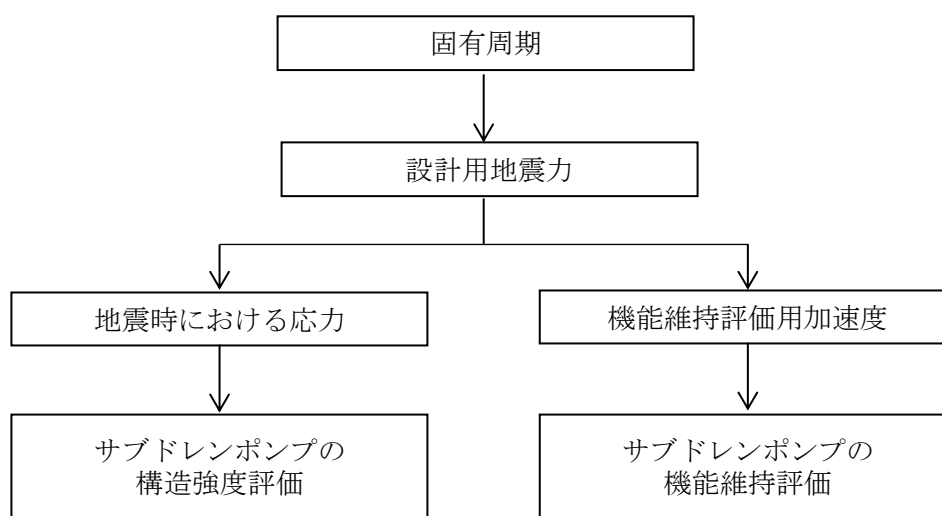 固有周期
設計用地震力
地震時における応力
機能維持評価用加速度
サブドレンポンプの
構造強度評価
サブドレンポンプの
機能維持評価